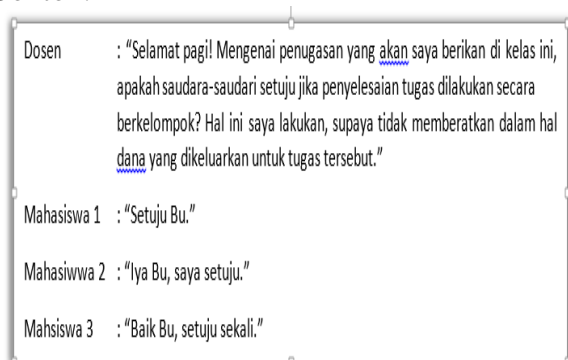 Dosen : “Selamat pagi! Mengenai penugasan yang akan saya berikan di kelas ini,
apakah saudara-saudari setuju jika penyelesaian tugas dilakukan secara
berkelompok? Hal ini saya lakukan, supaya tidak memberatkan dalam hal
dana yang dikeluarkan untuk tugas tersebut.”
Mahasiswa 1 : “Setuju Bu.”
Mahasiwwa 2 : “Iya Bu, saya setuju.”
Mahsiswa 3 : “Baik Bu, setuju sekali.”